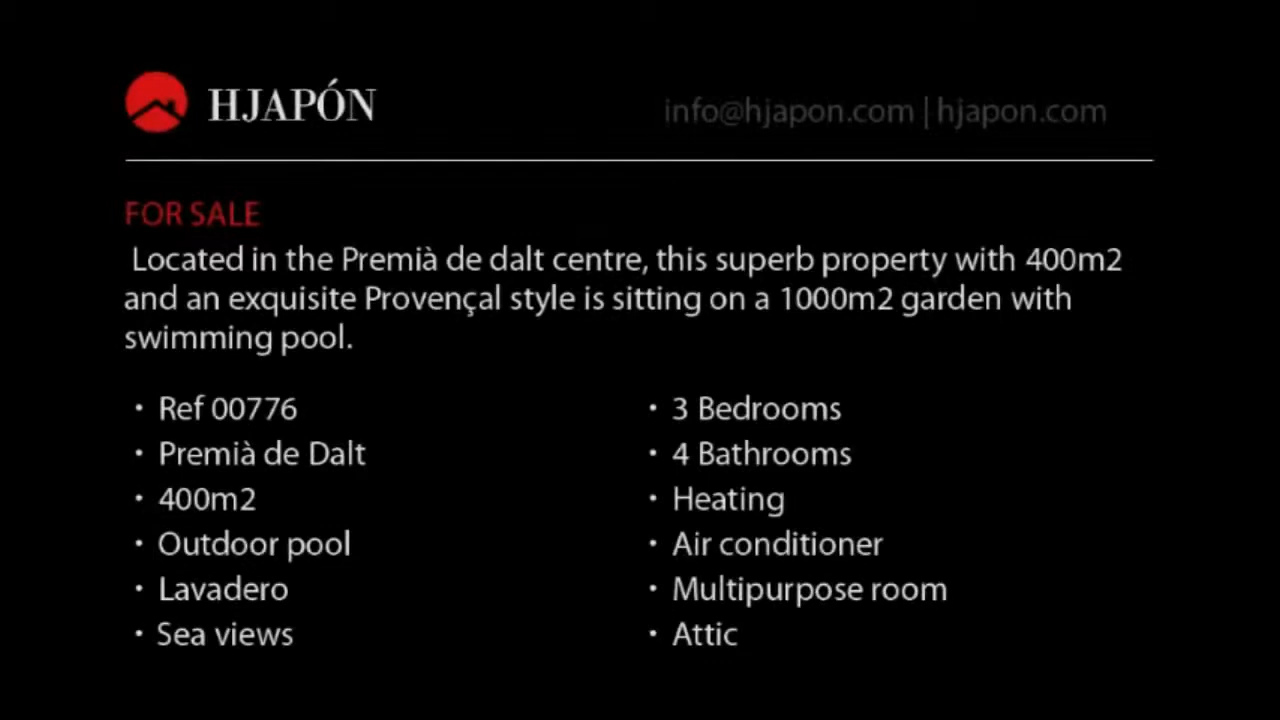 HJAPÓN
info@hjapon.com | hjapon.com
FOR SALE
Located in the Premià de dalt centre, this superb property with 400m2
and an exquisite Provençal style is sitting on a 1000m2 garden with
swimming pool.
· Ref 00776
· Premià de Dalt
· 400m2
· Outdoor pool
· Lavadero
· Sea views
· 3 Bedrooms
· 4 Bathrooms
· Heating
· Air conditioner
· Multipurpose room
· Attic